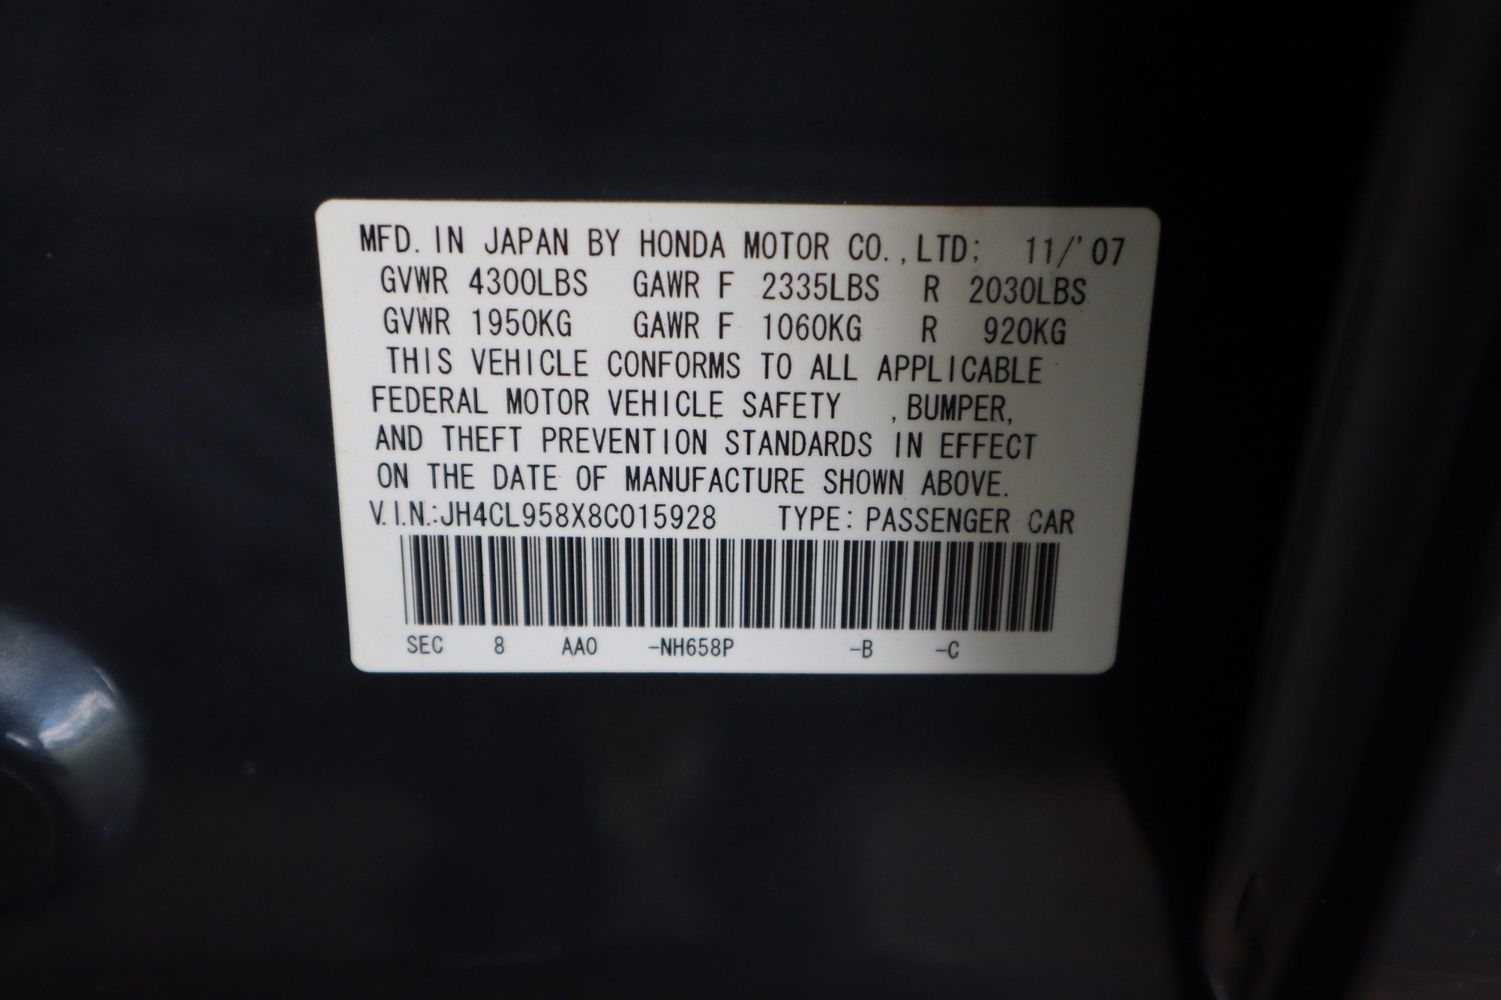 MFD. IN JAPAN BY HONDA MOTOR CO.,LTD; 11/'07
GVWR 4300LBS GAWR F 2335LBS R 2030LBS
GVWR 1950KG GAWR F 1060KG R 920KG
THIS VEHICLE CONFORMS TO ALL APPLICABLE
FEDERAL MOTOR VEHICLE SAFETY ,BUMPER,
AND THEFT PREVENTION STANDARDS IN EFFECT
ON THE DATE OF MANUFACTURE SHOWN ABOVE.
V.I.N.:JH4CL958X8C015928 TYPE: PASSENGER CAR
SEC 8 AA0 -NH658P -B -C